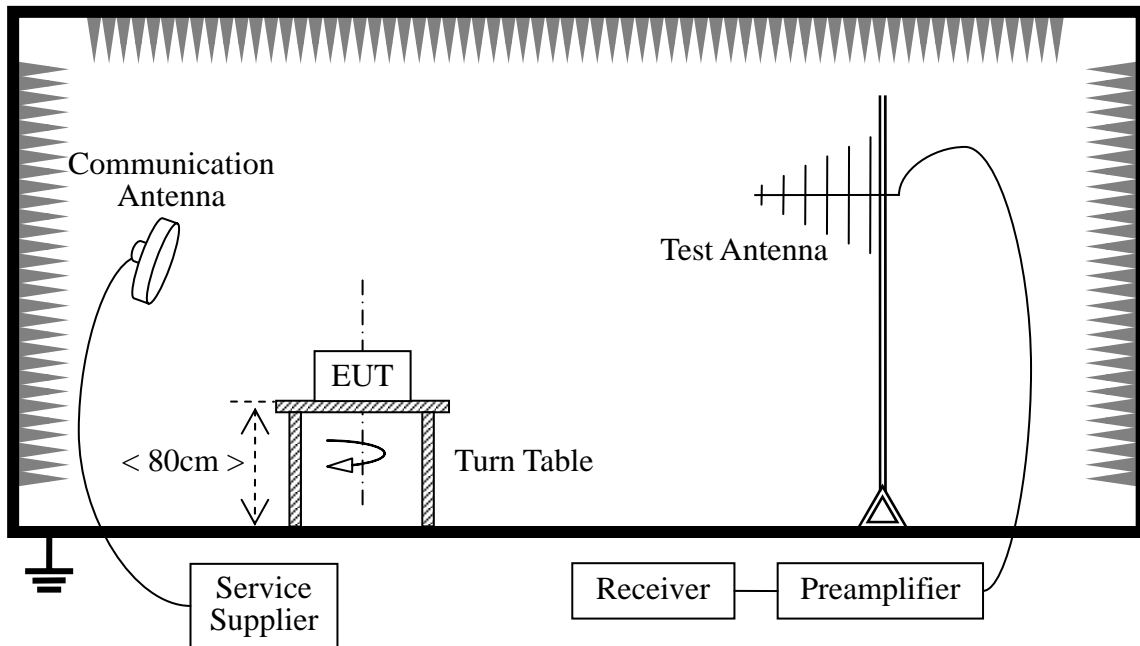 Communication
Antenna
Test Antenna
EUT
< 80cm >
Turn Table
Service
Supplier
Receiver
Preamplifier